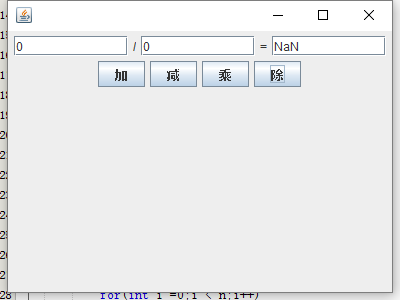 0 / 0 = NaN
加 减 乘 除
for(int i =0;i < n;i++)